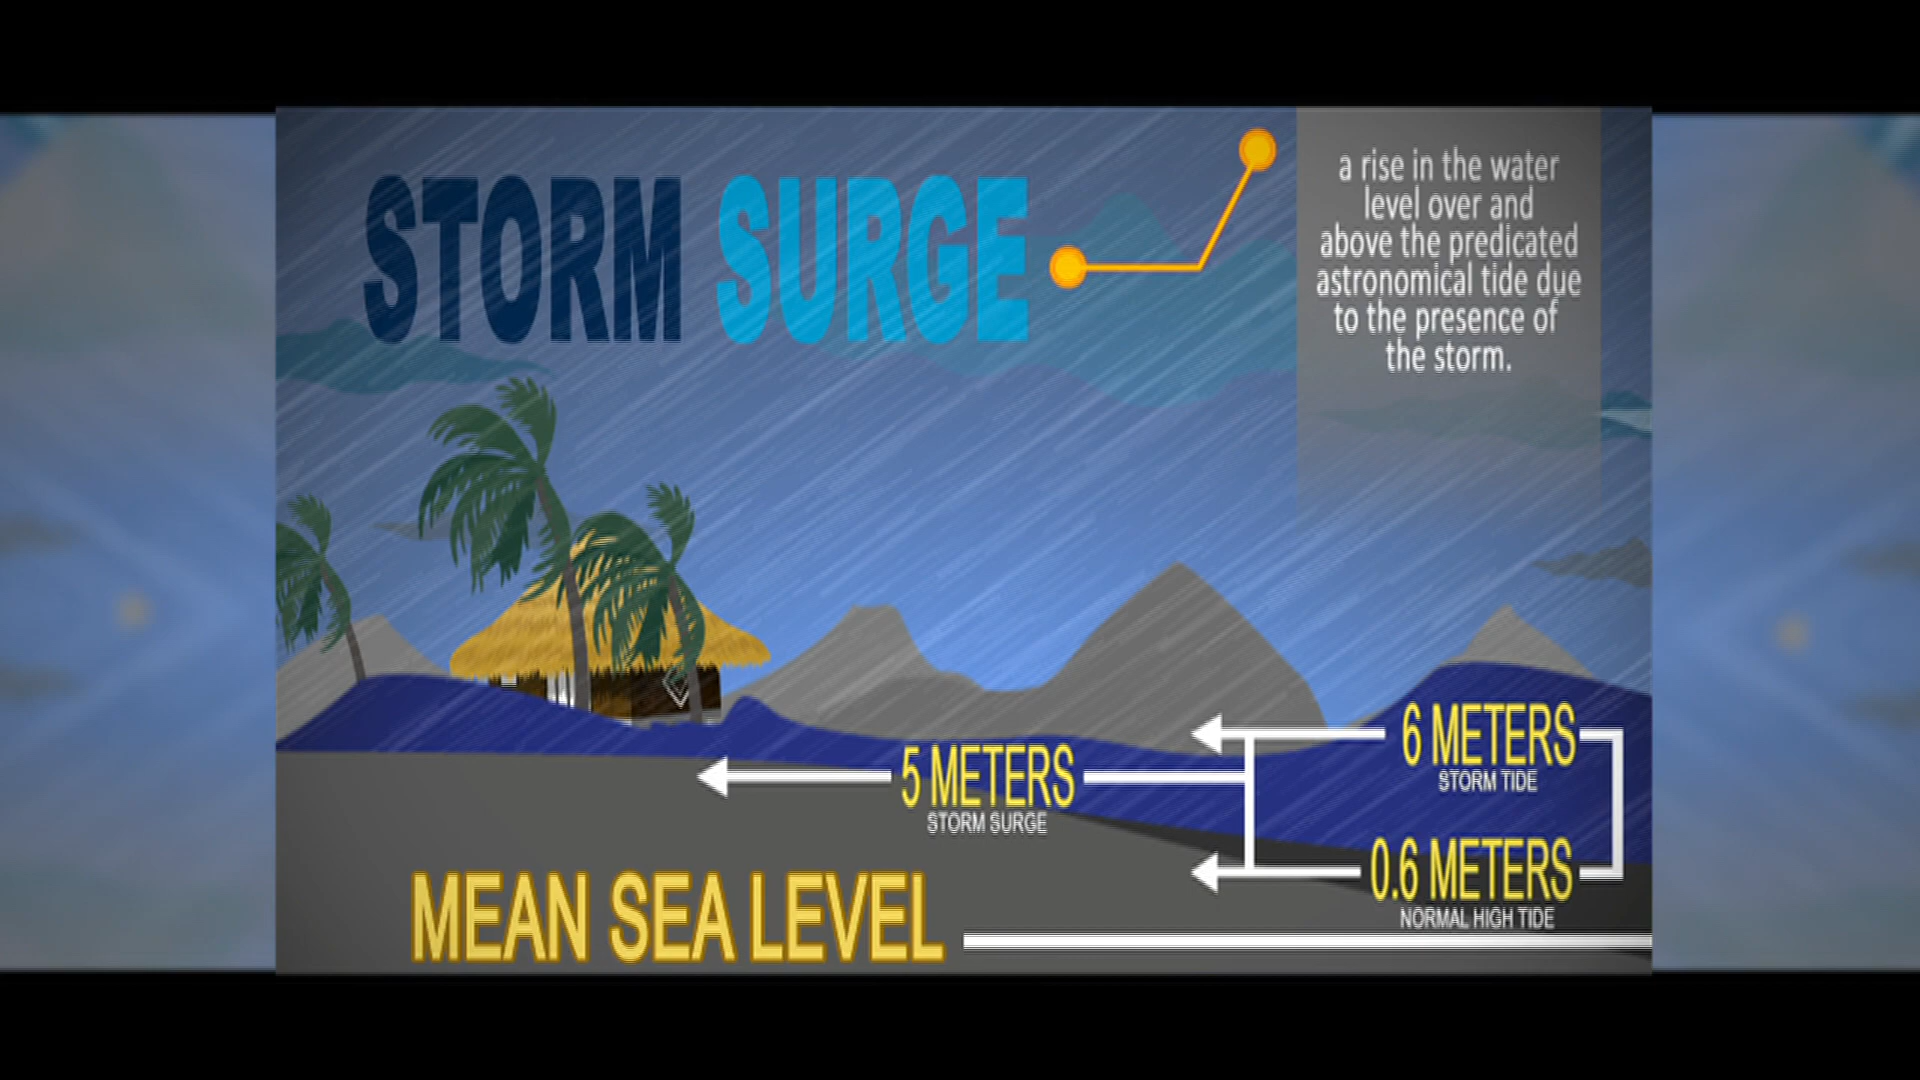 STORM SURGE
a rise in the water
level over and
above the predicated
astronomical tide due
to the presence of
the storm.
6 METERS
STORM TIDE
5 METERS
STORM SURGE
0.6 METERS
NORMAL HIGH TIDE
MEAN SEA LEVEL